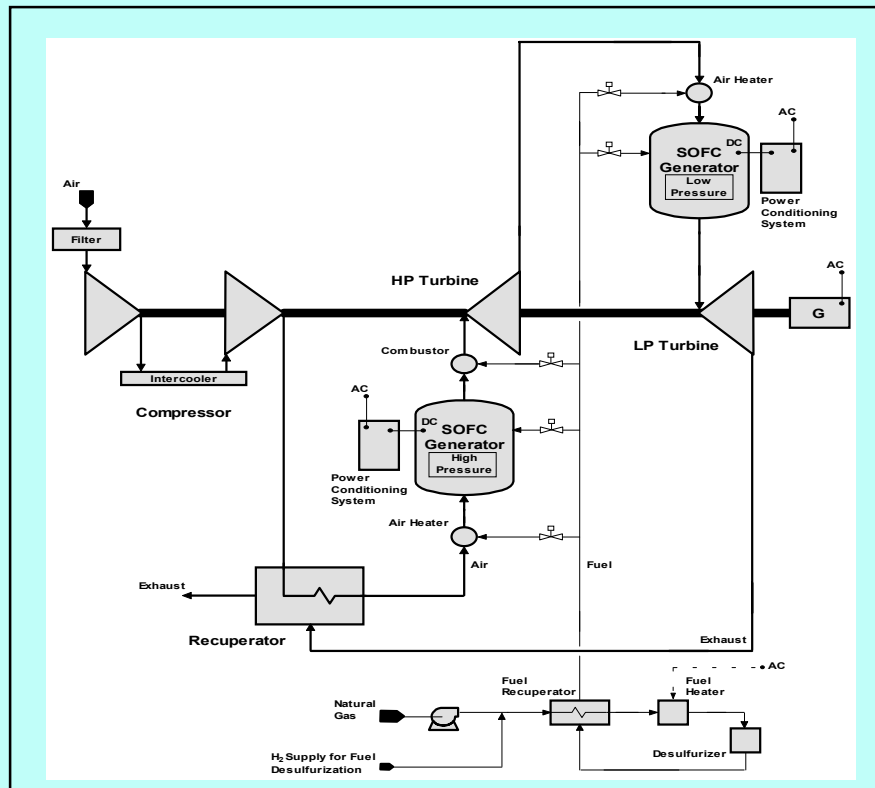 Air Heater
AC
DC
SOFC
Generator
Low
Pressure
Power
Conditioning
System
Air
Filter
HP Turbine
AC
G
LP Turbine
Combustor
Intercooler
Compressor
AC
DC
SOFC
Generator
High
Pressure
Power
Conditioning
System
Air Heater
Air
Fuel
Exhaust
Recuperator
Exhaust
AC
Fuel
Recuperator
Fuel
Heater
Natural
Gas
Desulfurizer
H₂ Supply for Fuel
Desulfurization